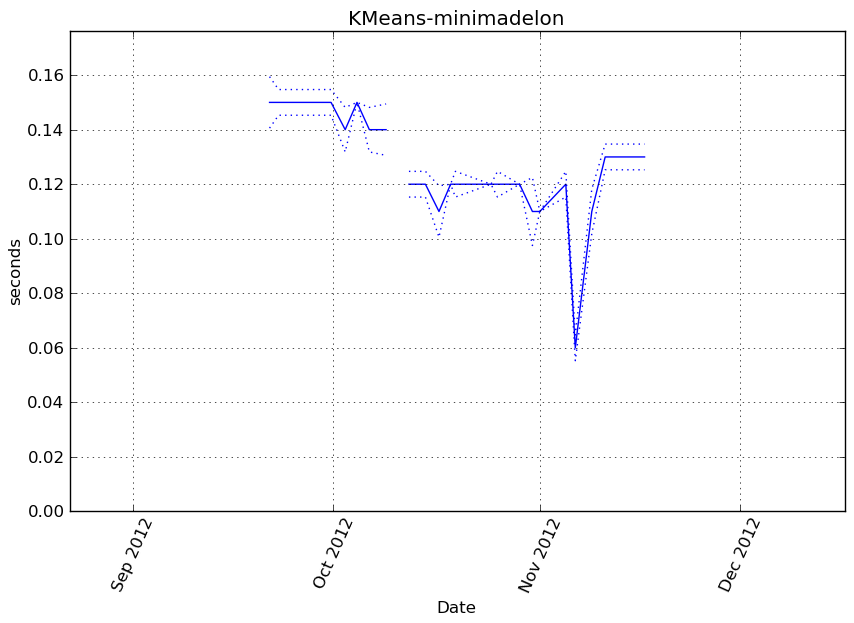 KMeans-minimadelon
0.16
0.14
0.12
0.10
0.08
0.06
0.04
0.02
0.00
seconds
Sep 2012
Oct 2012
Nov 2012
Dec 2012
Date